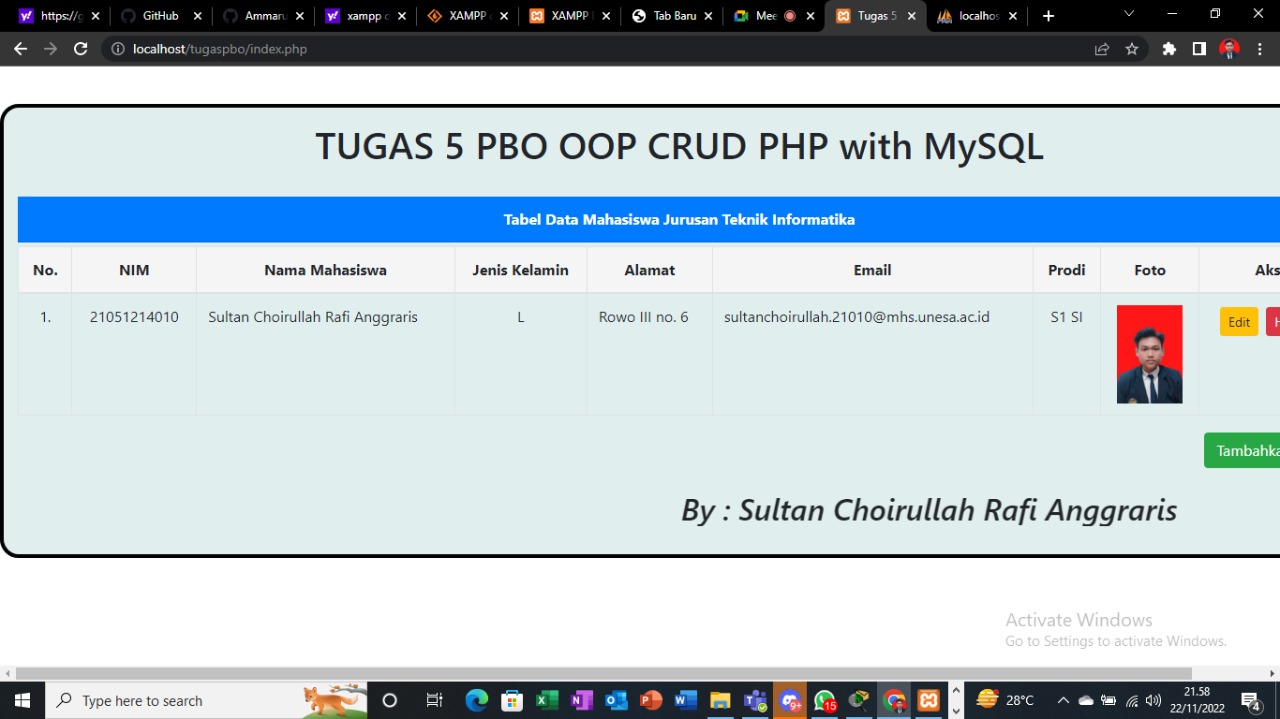 https://g
GitHub
Ammaru
xampp c
XAMPP
XAMPP
Tab Baru
Mee
Tugas 5
localhos
localhost/tugaspbo/index.php
TUGAS 5 PBO OOP CRUD PHP with MySQL
Tabel Data Mahasiswa Jurusan Teknik Informatika
No. NIM Nama Mahasiswa Jenis Kelamin Alamat Email Prodi Foto Aks
1. 21051214010 Sultan Choirullah Rafi Anggraris L Rowo III no. 6 sultanchoirullah.21010@mhs.unesa.ac.id S1 SI Edit H
Tambahka
By : Sultan Choirullah Rafi Anggraris
Activate Windows
Go to Settings to activate Windows.
Type here to search
9+
15
28°C
21.58
22/11/2022
4